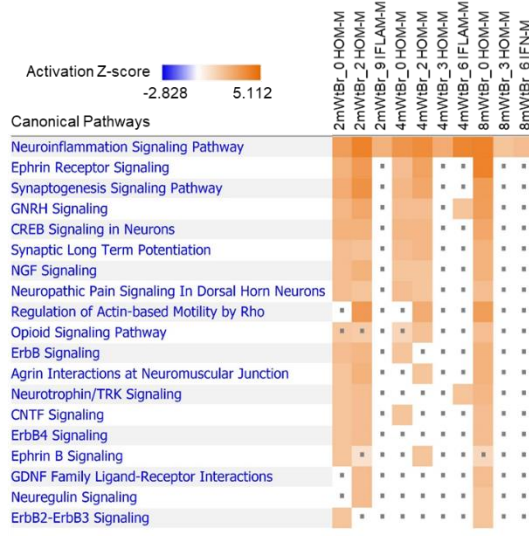 2mWtBr_0 HOM-M
2mWtBr_2 HOM-M
2mWtBr_9 IFLAM-M
4mWtBr_0 HOM-M
4mWtBr_2 HOM-M
4mWtBr_3 HOM-M
4mWtBr_6 IFLAM-M
8mWtBr_0 HOM-M
8mWtBr_3 HOM-M
8mWtBr_6 IFN-M
Activation Z-score
-2.828 5.112
Canonical Pathways
Neuroinflammation Signaling Pathway
Ephrin Receptor Signaling
Synaptogenesis Signaling Pathway
GNRH Signaling
CREB Signaling in Neurons
Synaptic Long Term Potentiation
NGF Signaling
Neuropathic Pain Signaling In Dorsal Horn Neurons
Regulation of Actin-based Motility by Rho
Opioid Signaling Pathway
ErbB Signaling
Agrin Interactions at Neuromuscular Junction
Neurotrophin/TRK Signaling
CNTF Signaling
ErbB4 Signaling
Ephrin B Signaling
GDNF Family Ligand-Receptor Interactions
Neuregulin Signaling
ErbB2-ErbB3 Signaling